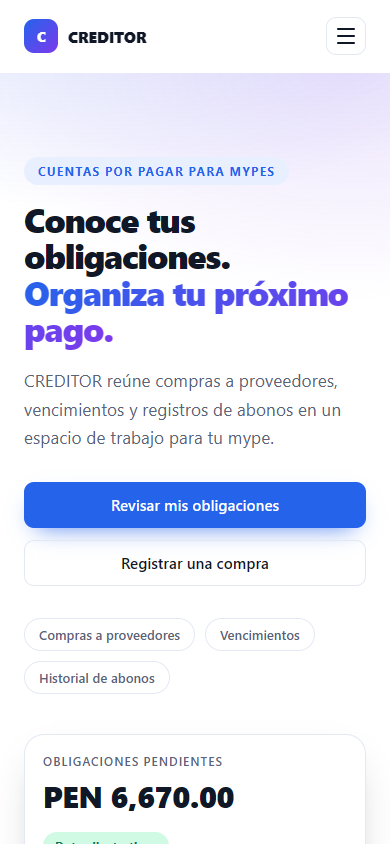 C CREDITOR
CUENTAS POR PAGAR PARA MYPES
Conoce tus
obligaciones.
Organiza tu próximo
pago.
CREDITOR reúne compras a proveedores,
vencimientos y registros de abonos en un
espacio de trabajo para tu mype.
Revisar mis obligaciones
Registrar una compra
Compras a proveedores
Vencimientos
Historial de abonos
OBLIGACIONES PENDIENTES
PEN 6,670.00